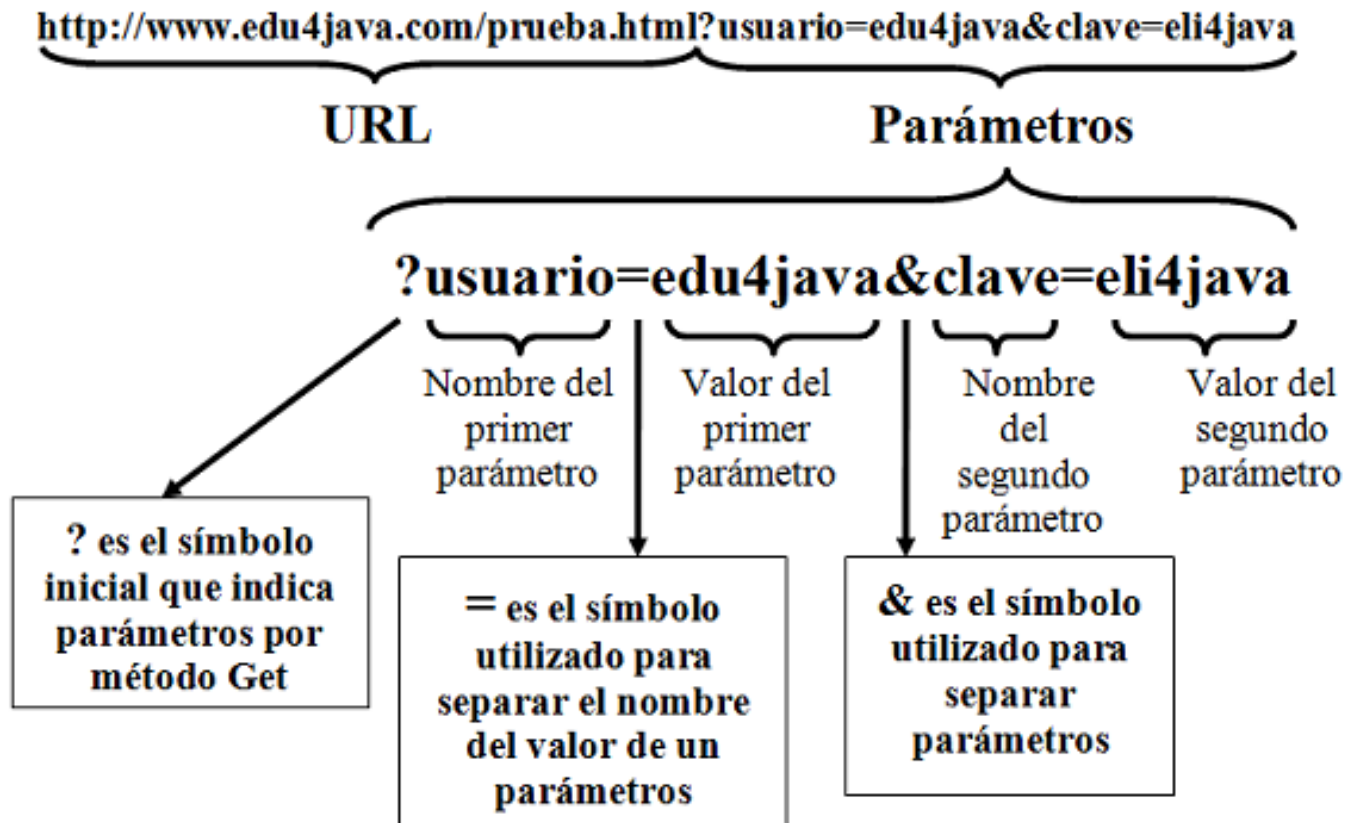 http://www.edu4java.com/prueba.html?usuario=edu4java&clave=eli4java
URL
Parámetros
?usuario=edu4java&clave=eli4java
Nombre del
primer
parámetro
Valor del
primer
parámetro
Nombre
del
segundo
parámetro
Valor del
segundo
parámetro
? es el símbolo
inicial que indica
parámetros por
método Get
= es el símbolo
utilizado para
separar el nombre
del valor de un
parámetros
& es el símbolo
utilizado para
separar
parámetros